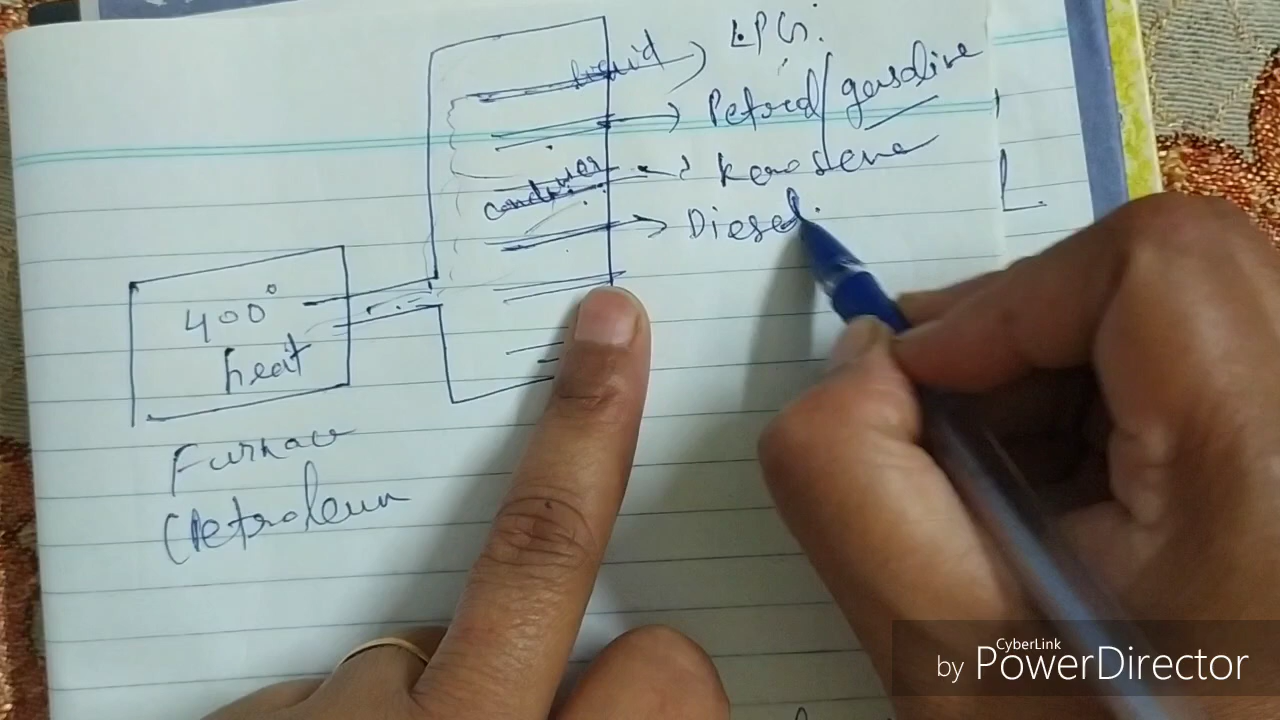 liquid LPG.
Petrol/gasoline
condenser kerosene
Diesel.
L.
400°
heat
Furnace
(Petroleum
CyberLink
by PowerDirector